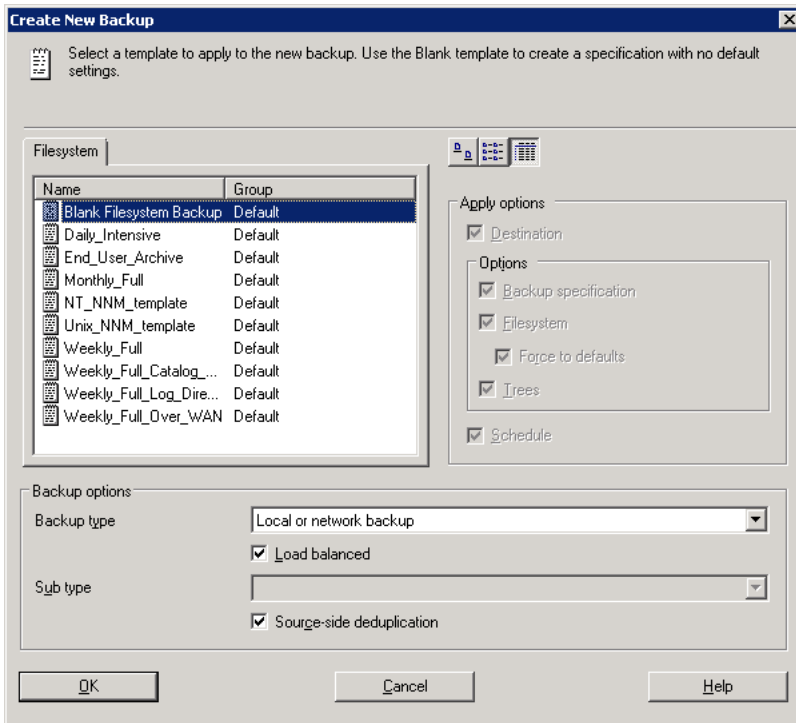 Create New Backup
Select a template to apply to the new backup. Use the Blank template to create a specification with no default
settings.
Filesystem
Name Group
Blank Filesystem Backup Default
Daily_Intensive Default
End_User_Archive Default
Monthly_Full Default
NT_NNM_template Default
Unix_NNM_template Default
Weekly_Full Default
Weekly_Full_Catalog_... Default
Weekly_Full_Log_Dire... Default
Weekly_Full_Over_WAN Default
Apply options
Destination
Options
Backup specification
Filesystem
Force to defaults
Trees
Schedule
Backup options
Backup type Local or network backup
Load balanced
Sub type
Source-side deduplication
OK Cancel Help